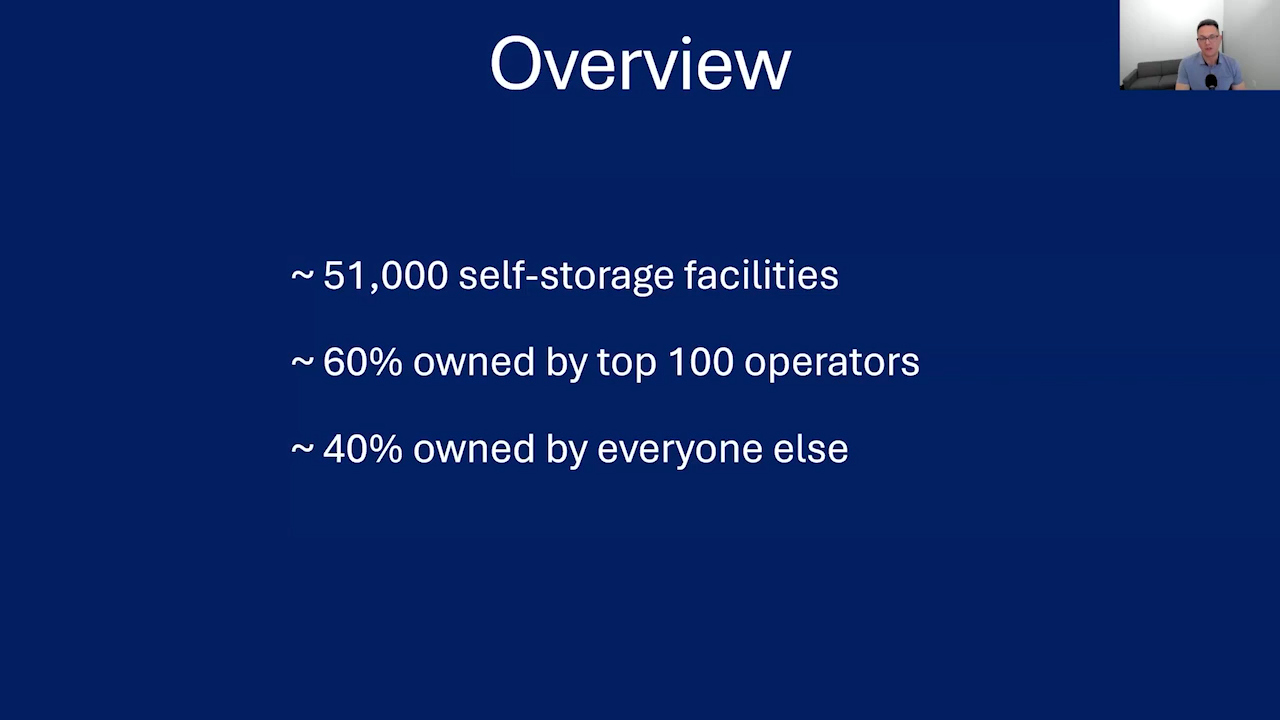 Overview
~ 51,000 self-storage facilities
~ 60% owned by top 100 operators
~ 40% owned by everyone else